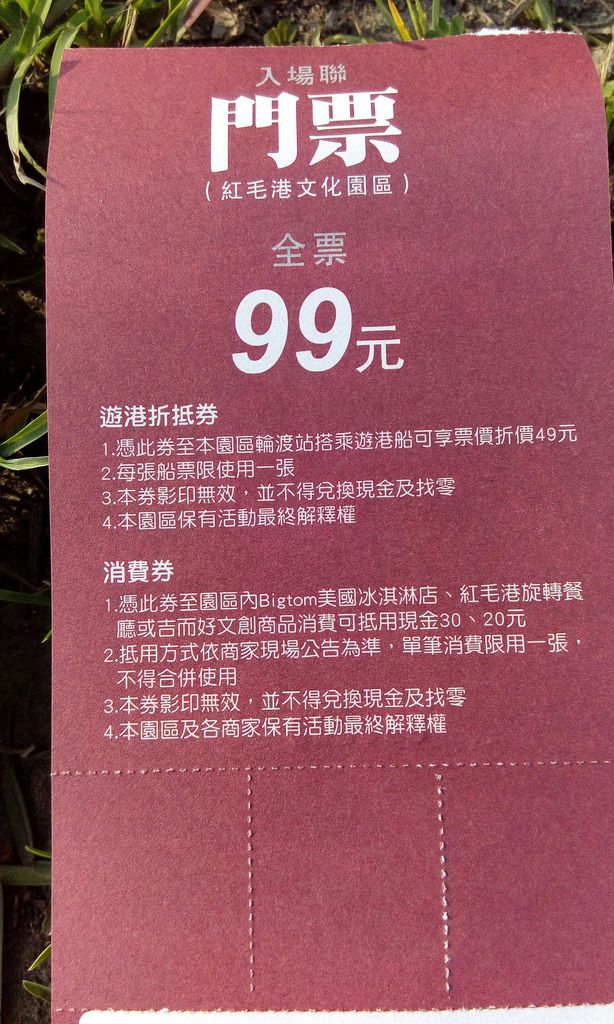 入場聯
門票
(紅毛港文化園區)
全票
99元
遊港折抵券
1.憑此券至本園區輪渡站搭乘遊港船可享票價折價49元
2.每張船票限使用一張
3.本券影印無效，並不得兌換現金及找零
4.本園區保有活動最終解釋權
消費券
1.憑此券至園區內Bigtom美國冰淇淋店、紅毛港旋轉餐
廳或吉而好文創商品消費可抵用現金30、20元
2.抵用方式依商家現場公告為準，單筆消費限用一張，
不得合併使用
3.本券影印無效，並不得兌換現金及找零
4.本園區及各商家保有活動最終解釋權